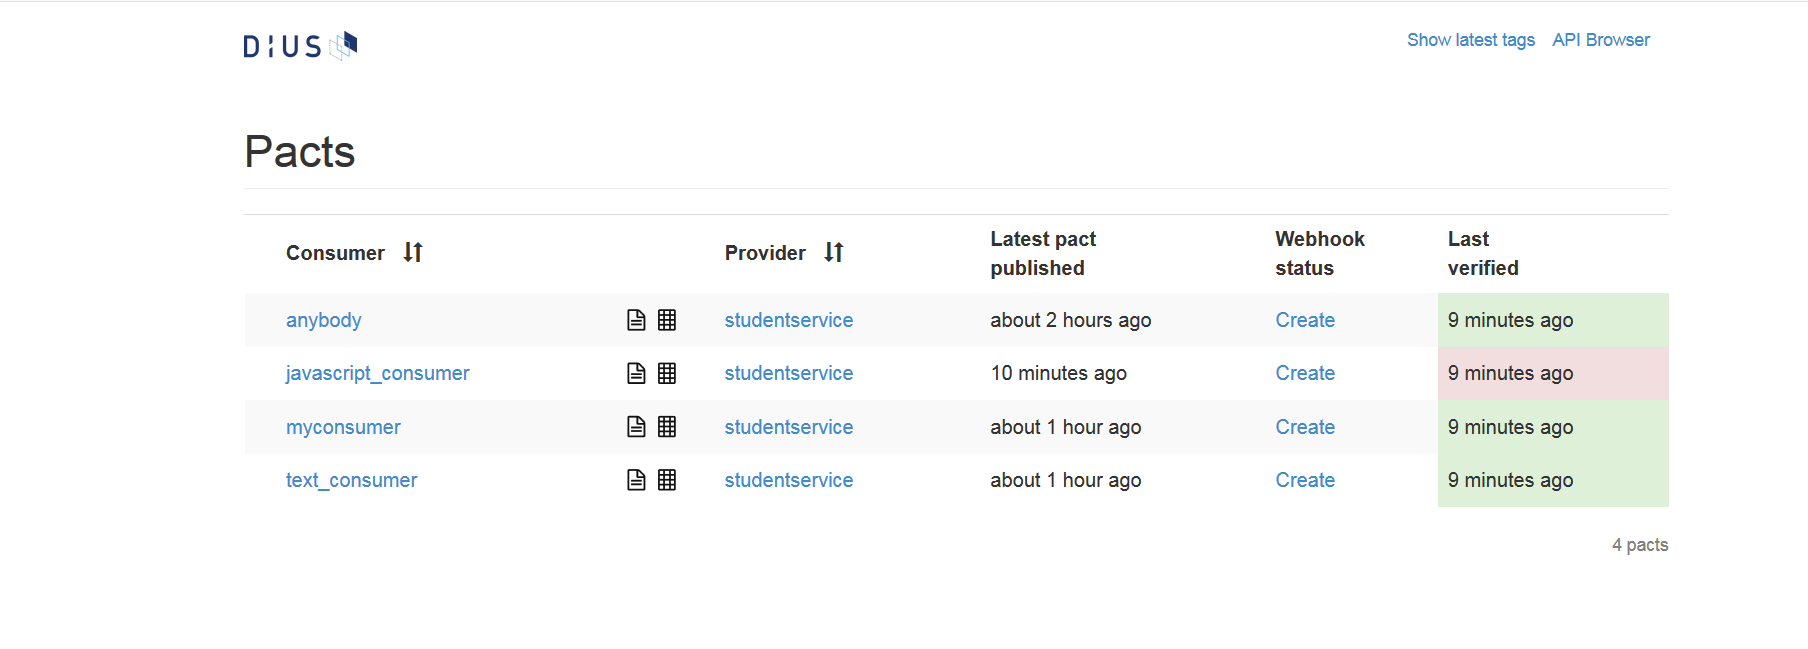 DIUS
Show latest tags API Browser
Pacts
Consumer Provider Latest pact published Webhook status Last verified
anybody studentservice about 2 hours ago Create 9 minutes ago
javascript_consumer studentservice 10 minutes ago Create 9 minutes ago
myconsumer studentservice about 1 hour ago Create 9 minutes ago
text_consumer studentservice about 1 hour ago Create 9 minutes ago
4 pacts